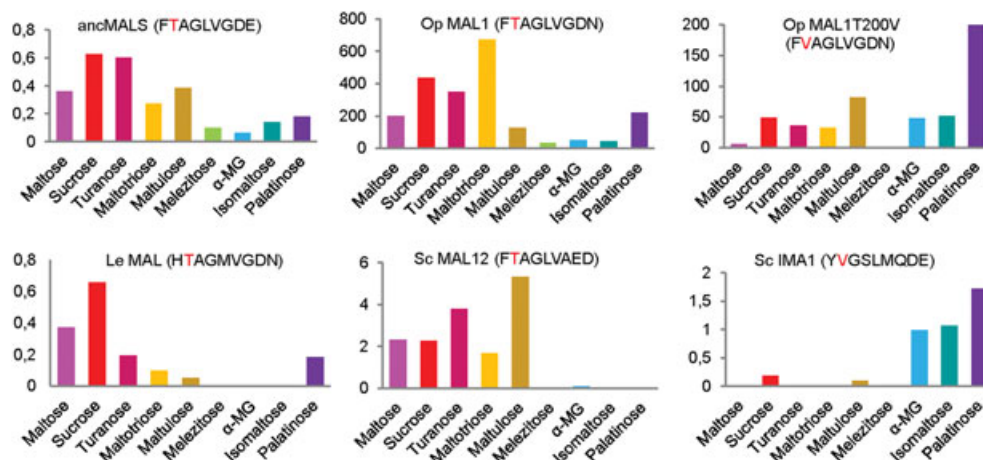 ancMALS (FTAGLVGDE)
0,8
0,6
0,4
0,2
0
Maltose
Sucrose
Turanose
Maltotriose
Maltulose
Melezitose
α-MG
Isomaltose
Palatinose
Op MAL1 (FTAGLVGDN)
800
600
400
200
0
Maltose
Sucrose
Turanose
Maltotriose
Maltulose
Melezitose
α-MG
Isomaltose
Palatinose
Op MAL1T200V
(FVAGLVGDN)
200
150
100
50
0
Maltose
Sucrose
Turanose
Maltotriose
Maltulose
Melezitose
α-MG
Isomaltose
Palatinose
Le MAL (HTAGMVGDN)
0,8
0,6
0,4
0,2
0
Maltose
Sucrose
Turanose
Maltotriose
Maltulose
Melezitose
α-MG
Isomaltose
Palatinose
Sc MAL12 (FTAGLVAED)
6
4
2
0
Maltose
Sucrose
Turanose
Maltotriose
Maltulose
Melezitose
α-MG
Isomaltose
Palatinose
Sc IMA1 (YVGSLMQDE)
2
1,5
1
0,5
0
Maltose
Sucrose
Turanose
Maltotriose
Maltulose
Melezitose
α-MG
Isomaltose
Palatinose